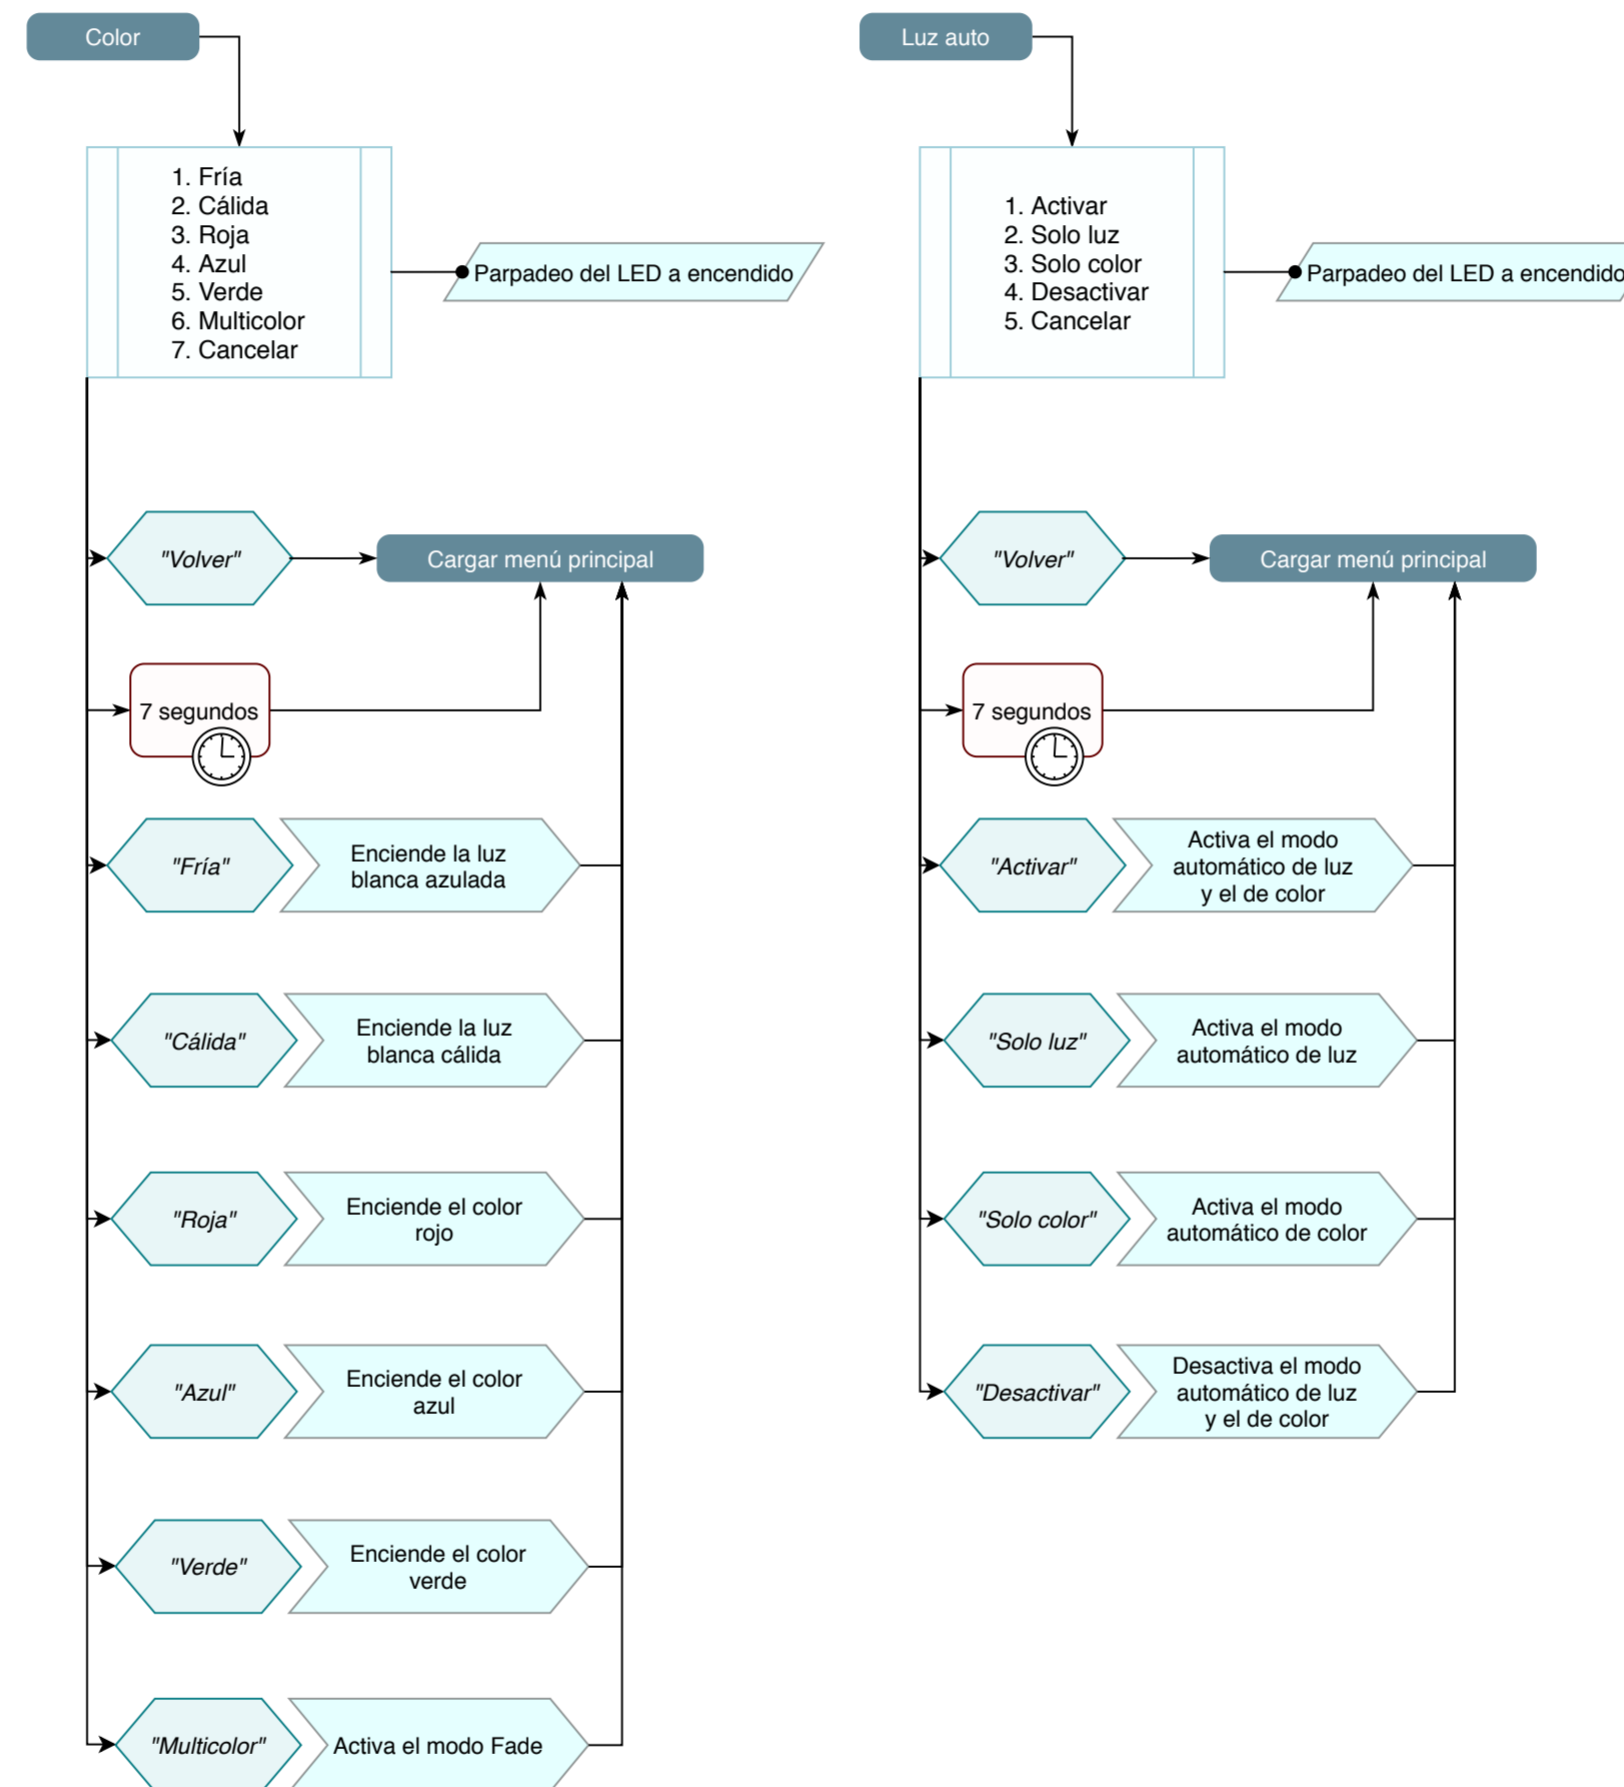 Color
1. Fría
2. Cálida
3. Roja
4. Azul
5. Verde
6. Multicolor
7. Cancelar
Parpadeo del LED a encendido
"Volver"
Cargar menú principal
7 segundos
"Fría"
Enciende la luz
blanca azulada
"Cálida"
Enciende la luz
blanca cálida
"Roja"
Enciende el color
rojo
"Azul"
Enciende el color
azul
"Verde"
Enciende el color
verde
"Multicolor"
Activa el modo Fade
Luz auto
1. Activar
2. Solo luz
3. Solo color
4. Desactivar
5. Cancelar
Parpadeo del LED a encendido
"Volver"
Cargar menú principal
7 segundos
"Activar"
Activa el modo
automático de luz
y el de color
"Solo luz"
Activa el modo
automático de luz
"Solo color"
Activa el modo
automático de color
"Desactivar"
Desactiva el modo
automático de luz
y el de color